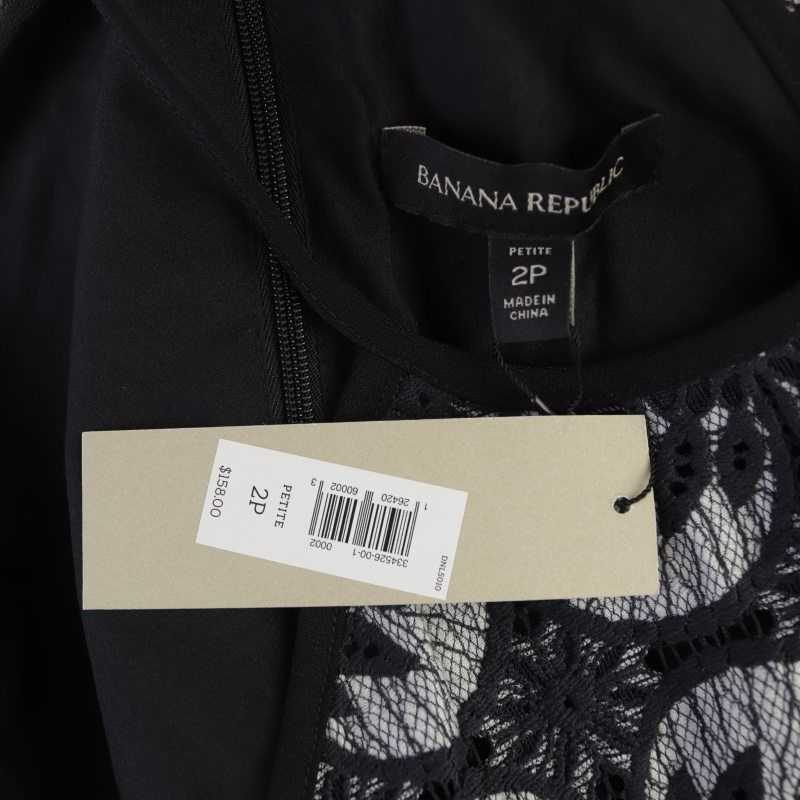 BANANA REPUBLIC
PETITE
2P
MADE IN
CHINA
$158.00
PETITE
2P
1 26420 60002 3
334526-00-1 0002
DNL5010